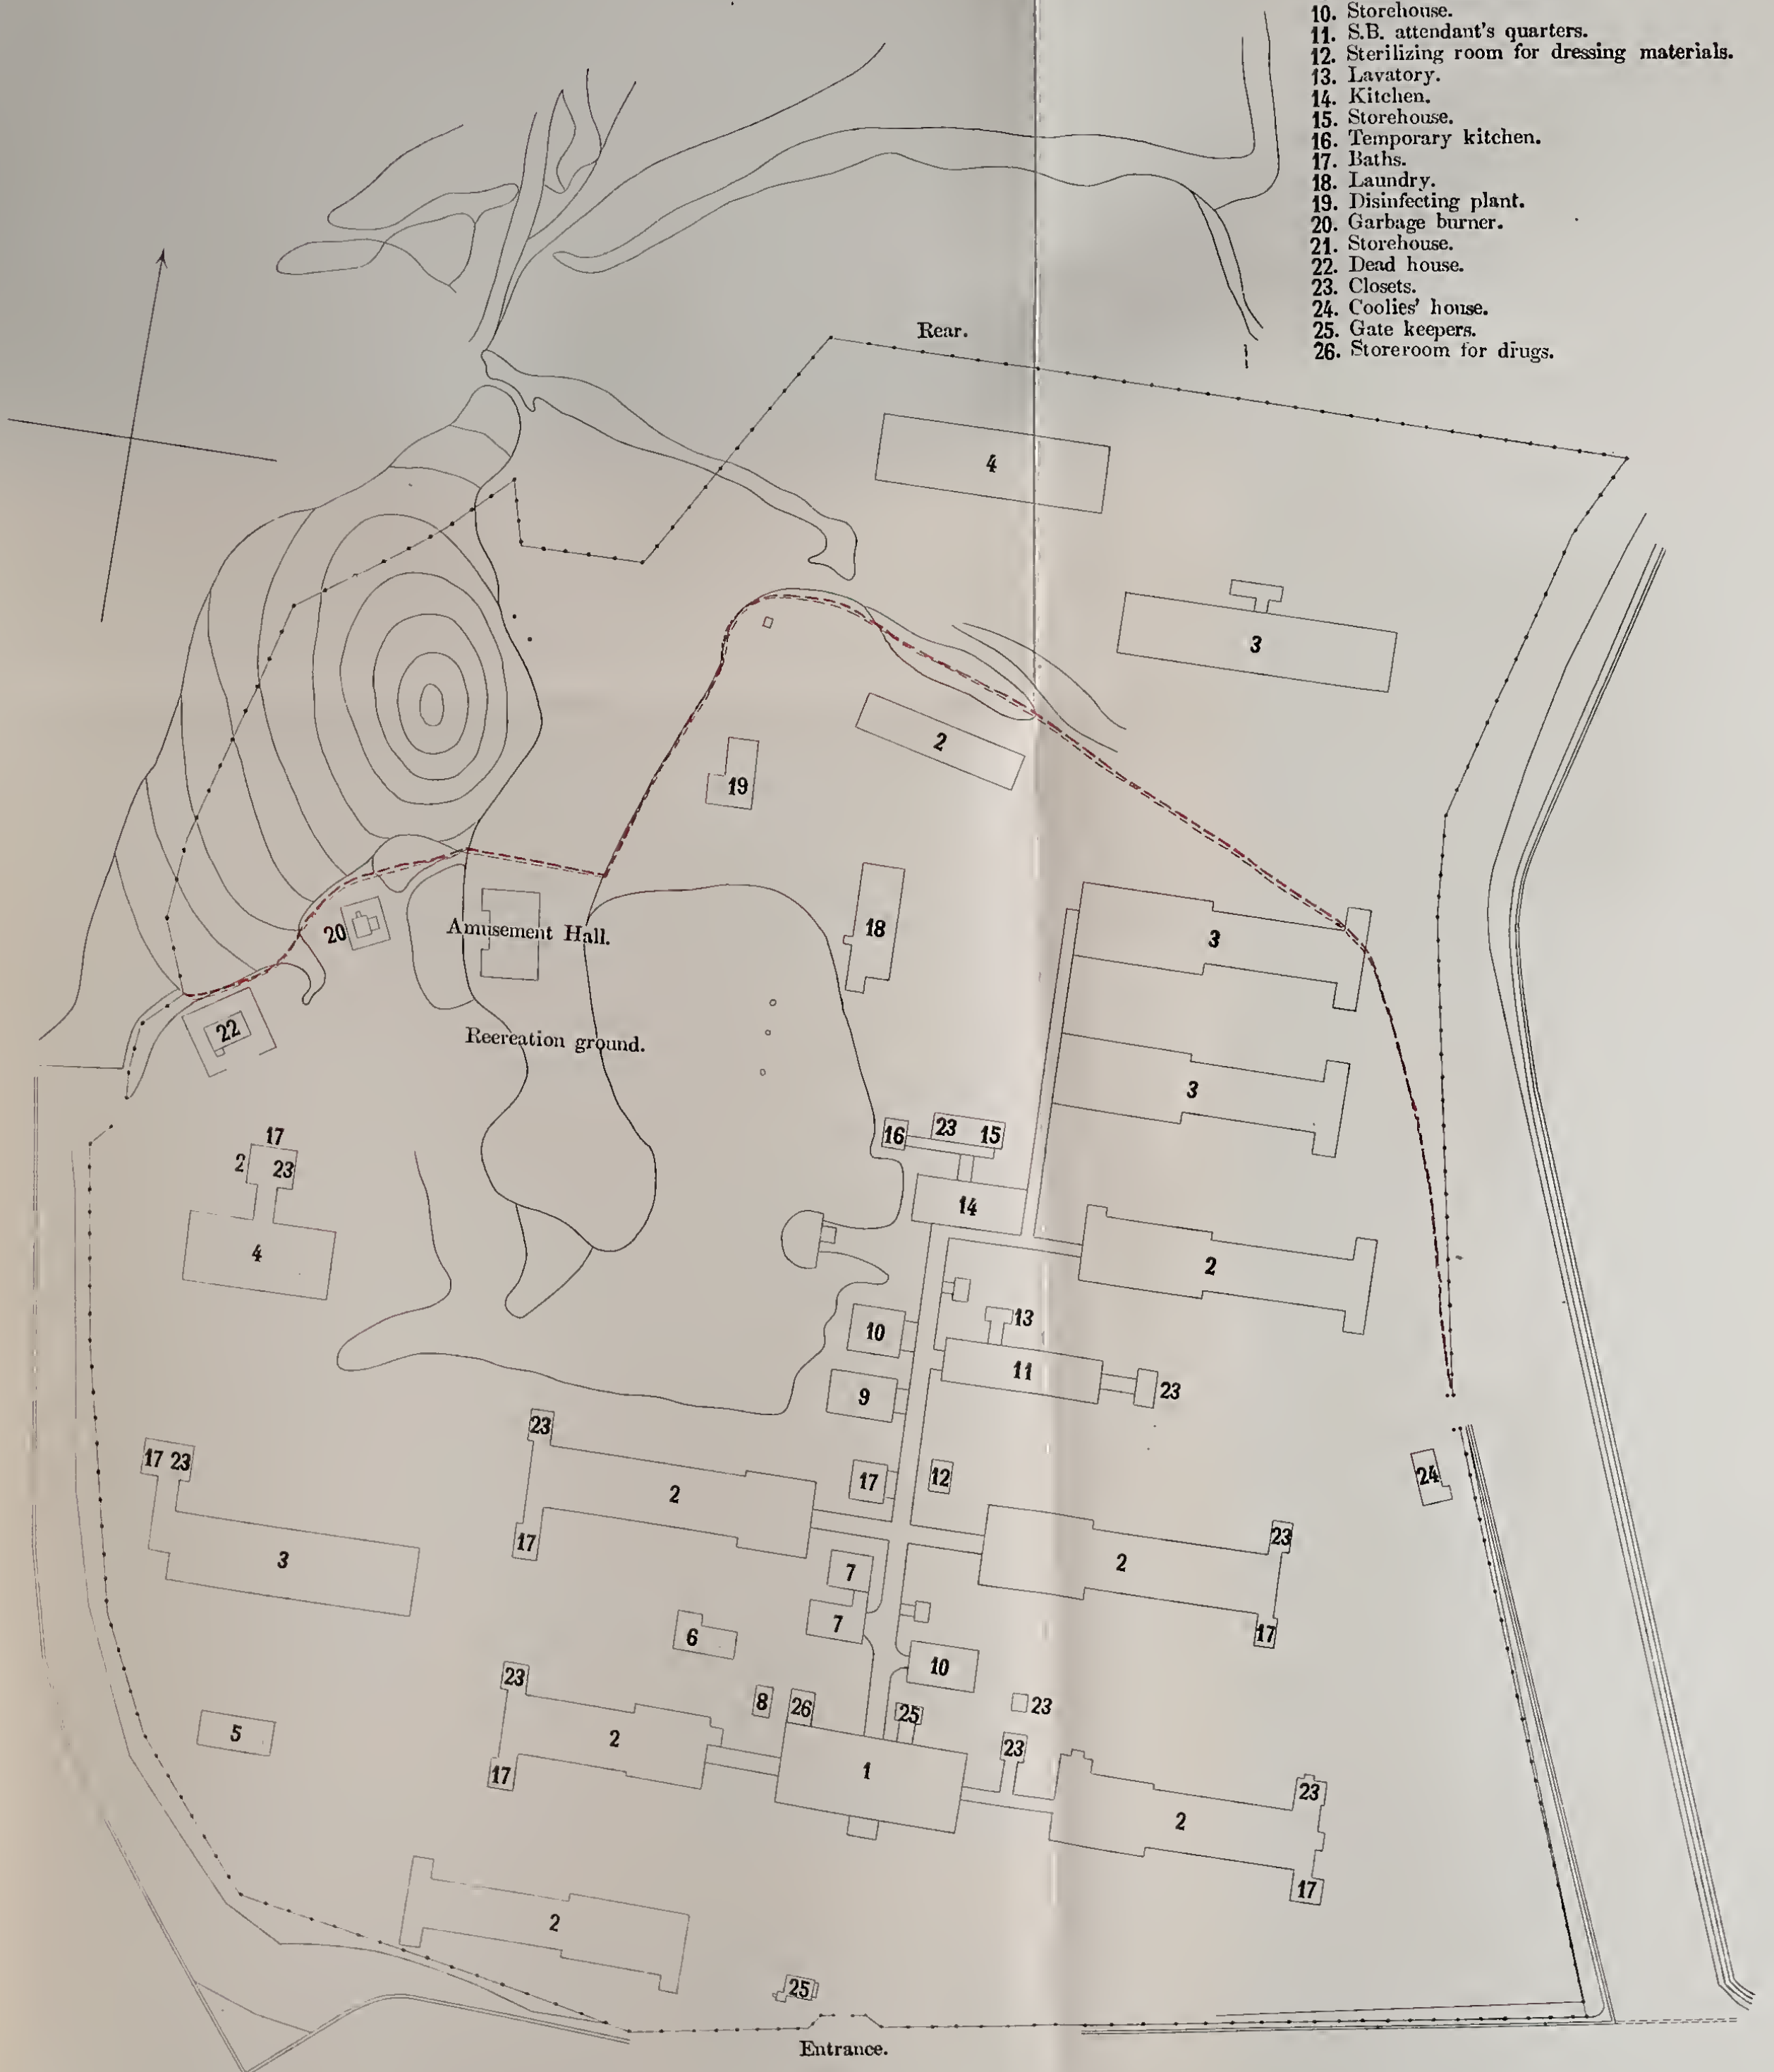 10. Storehouse.
11. S.B. attendant's quarters.
12. Sterilizing room for dressing materials.
13. Lavatory.
14. Kitchen.
15. Storehouse.
16. Temporary kitchen.
17. Baths.
18. Laundry.
19. Disinfecting plant.
20. Garbage burner.
21. Storehouse.
22. Dead house.
23. Closets.
24. Coolies' house.
25. Gate keepers.
26. Storeroom for drugs.
Rear.
4
3
2
19
20
Amusement Hall.
18
3
22
Recreation ground.
3
17
2 23
16 23 15
4
14
2
10
13
11
23
9
23
17 23
2
17
12
24
17
3
7
2
23
7
6
17
10
23
8
26
25
23
5
2
23
17
1
23
2
17
2
25
Entrance.